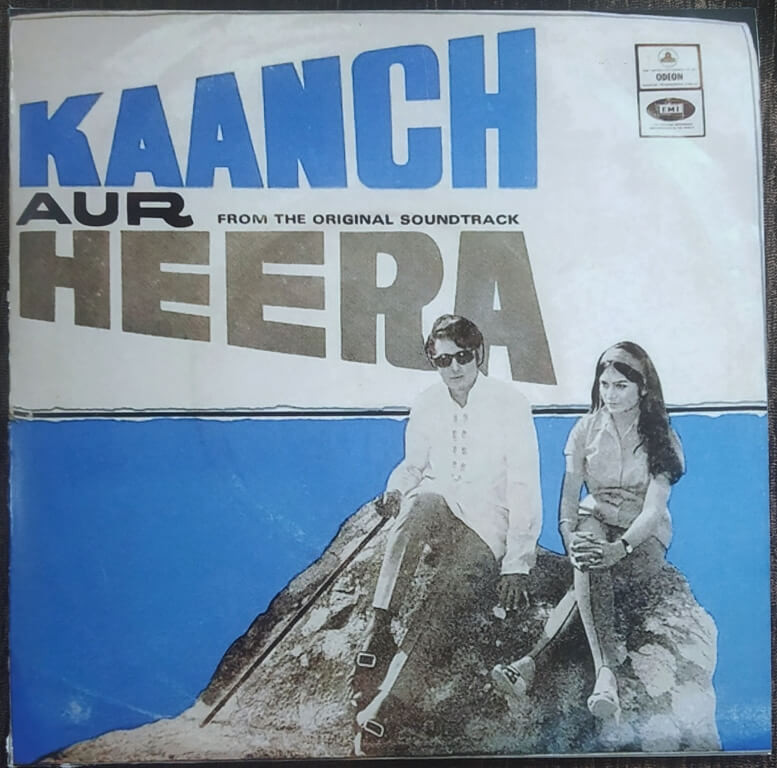 KAANCH
AUR
FROM THE ORIGINAL SOUNDTRACK
HEERA
ODEON
EMI